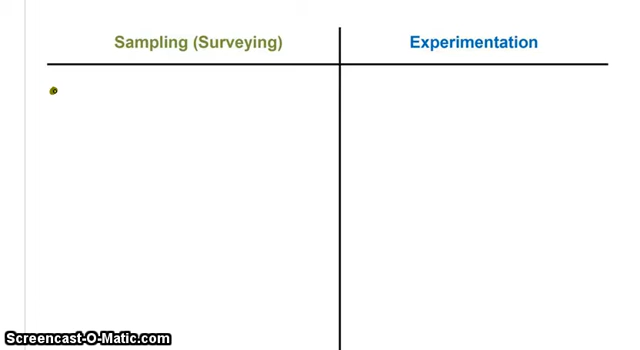 Sampling (Surveying)
Experimentation
Screencast-O-Matic.com